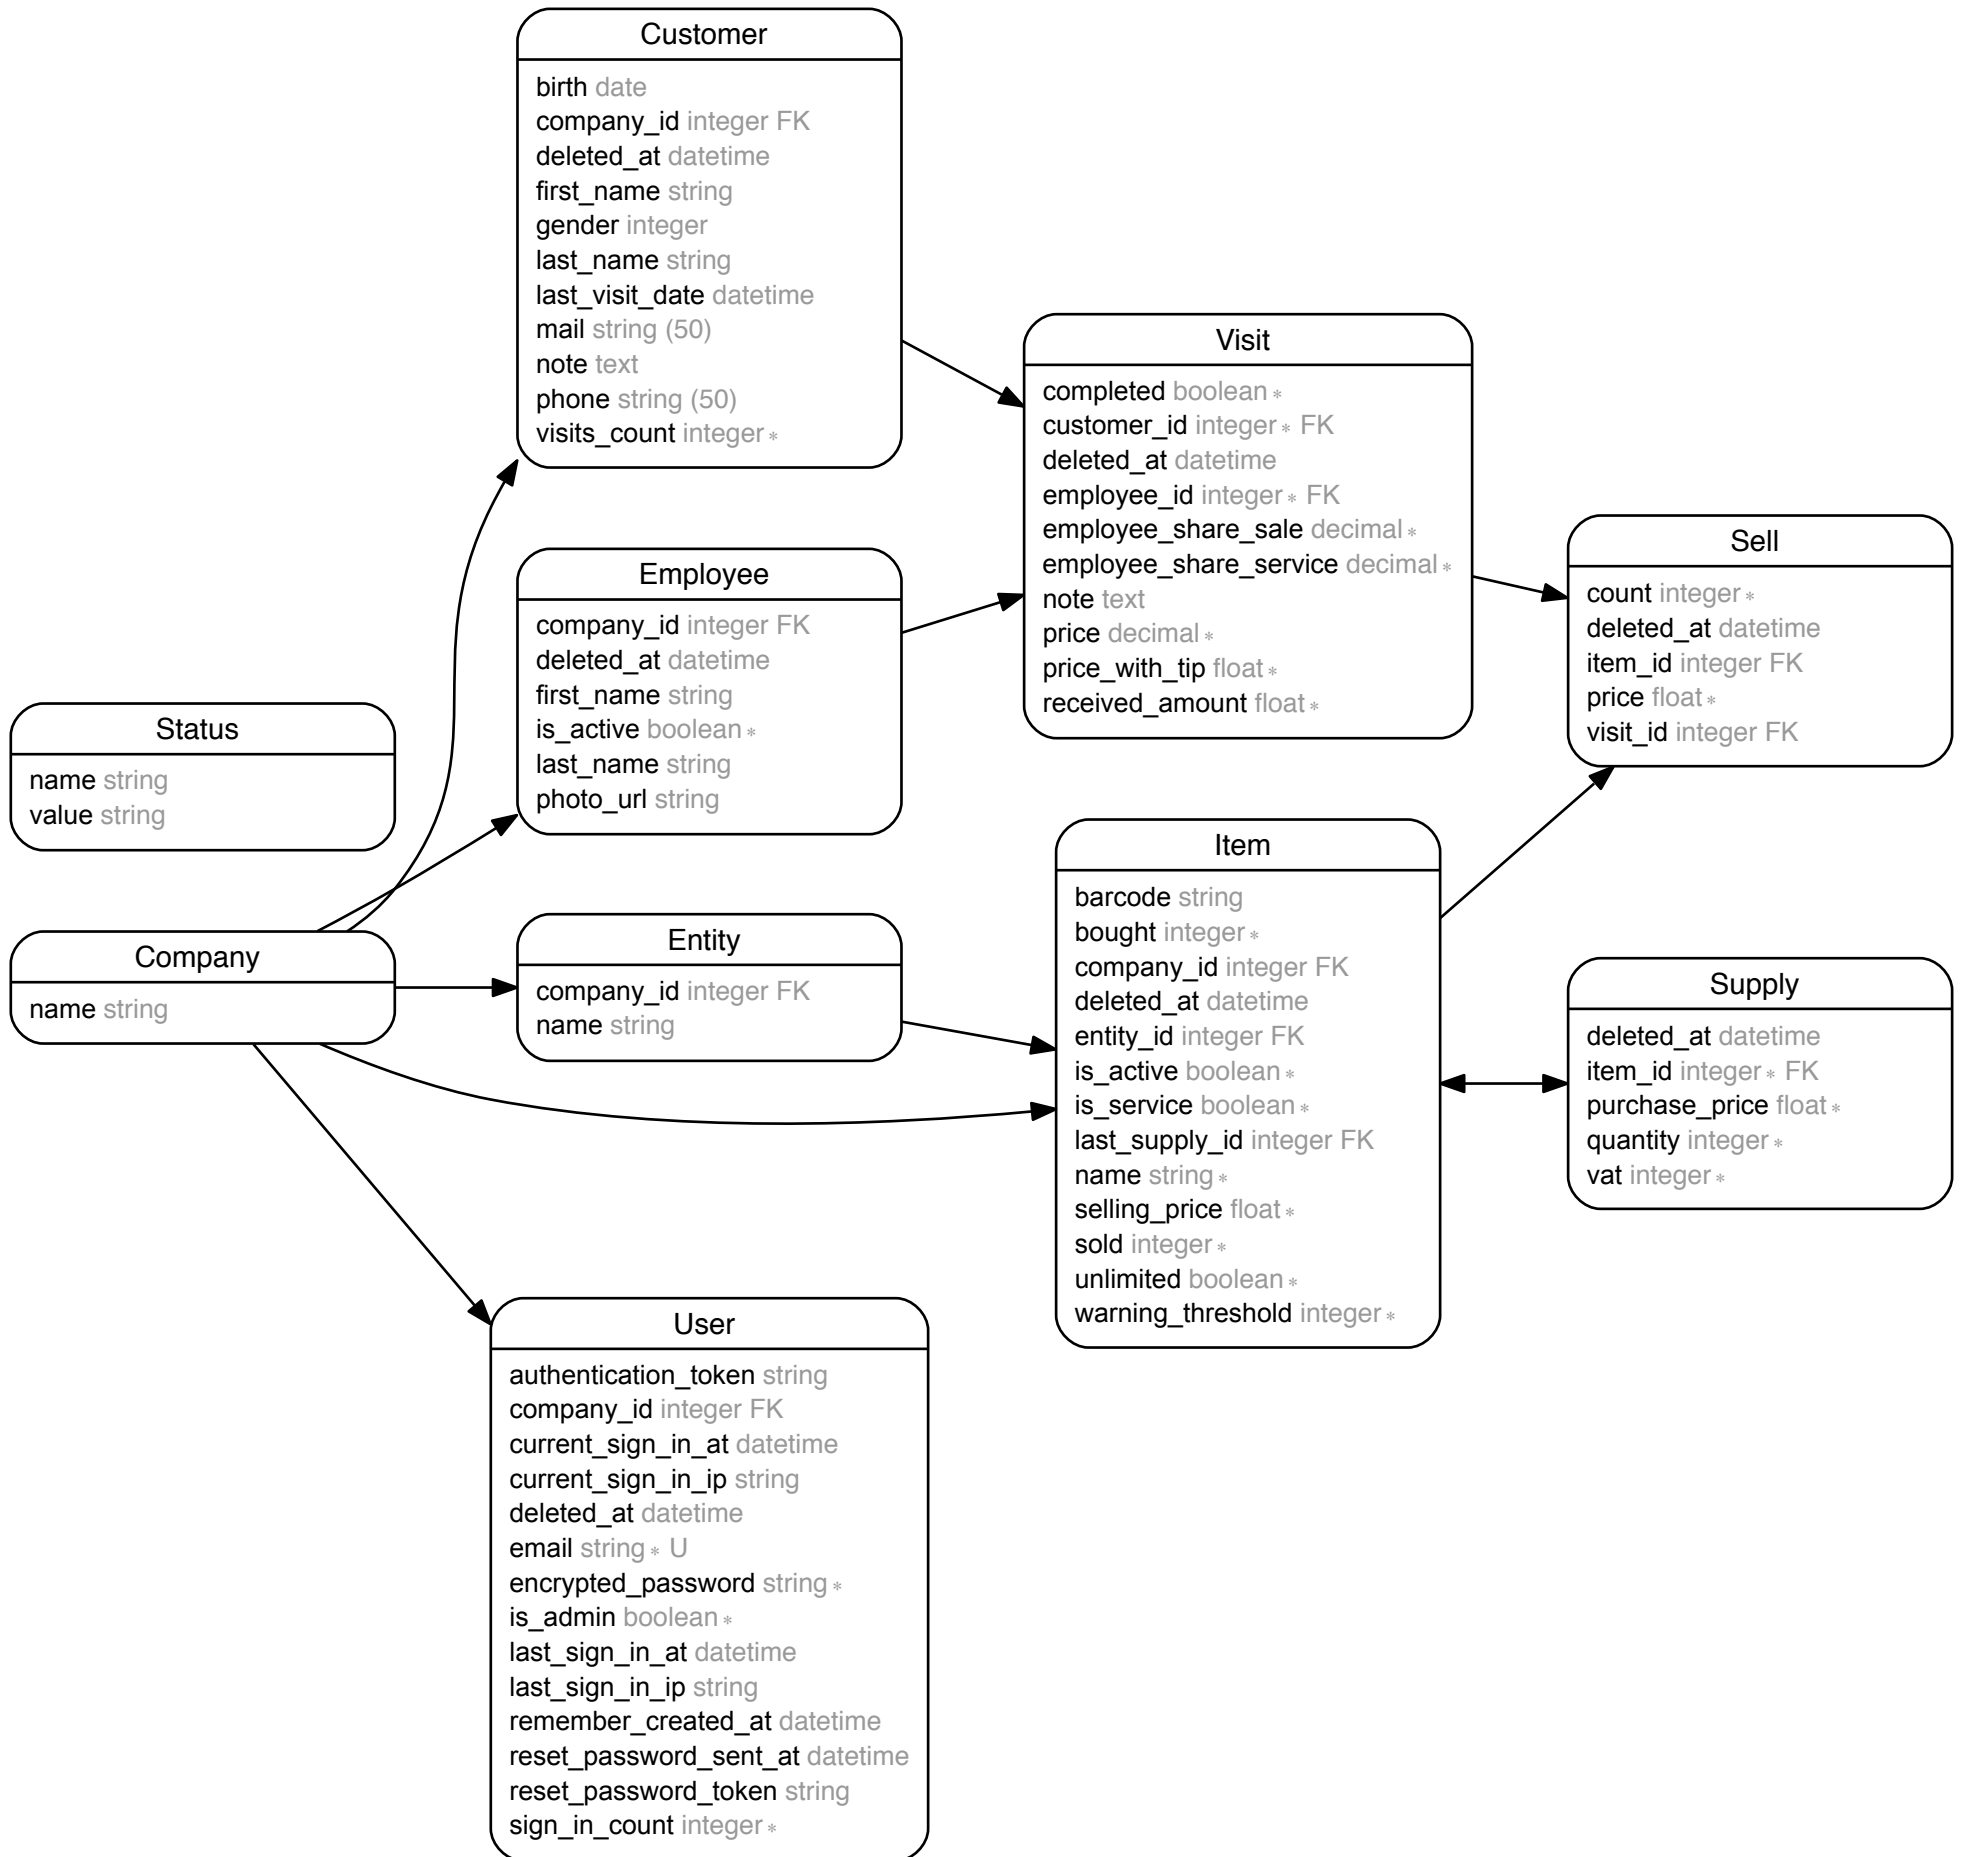 Customer
birth date
company_id integer FK
deleted_at datetime
first_name string
gender integer
last_name string
last_visit_date datetime
mail string (50)
note text
phone string (50)
visits_count integer ∗
Visit
completed boolean ∗
customer_id integer ∗ FK
deleted_at datetime
employee_id integer ∗ FK
employee_share_sale decimal ∗
employee_share_service decimal ∗
note text
price decimal ∗
price_with_tip float ∗
received_amount float ∗
Sell
count integer ∗
deleted_at datetime
item_id integer FK
price float ∗
visit_id integer FK
Employee
company_id integer FK
deleted_at datetime
first_name string
is_active boolean ∗
last_name string
photo_url string
Status
name string
value string
Item
barcode string
bought integer ∗
company_id integer FK
deleted_at datetime
entity_id integer FK
is_active boolean ∗
is_service boolean ∗
last_supply_id integer FK
name string ∗
selling_price float ∗
sold integer ∗
unlimited boolean ∗
warning_threshold integer ∗
Company
name string
Entity
company_id integer FK
name string
Supply
deleted_at datetime
item_id integer ∗ FK
purchase_price float ∗
quantity integer ∗
vat integer ∗
User
authentication_token string
company_id integer FK
current_sign_in_at datetime
current_sign_in_ip string
deleted_at datetime
email string ∗ U
encrypted_password string ∗
is_admin boolean ∗
last_sign_in_at datetime
last_sign_in_ip string
remember_created_at datetime
reset_password_sent_at datetime
reset_password_token string
sign_in_count integer ∗